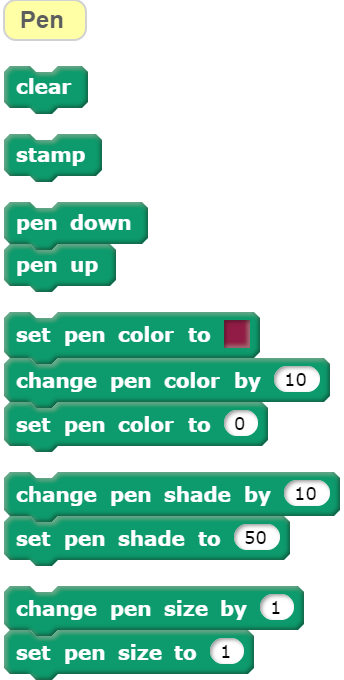 Pen
clear
stamp
pen down
pen up
set pen color to
change pen color by 10
set pen color to 0
change pen shade by 10
set pen shade to 50
change pen size by 1
set pen size to 1